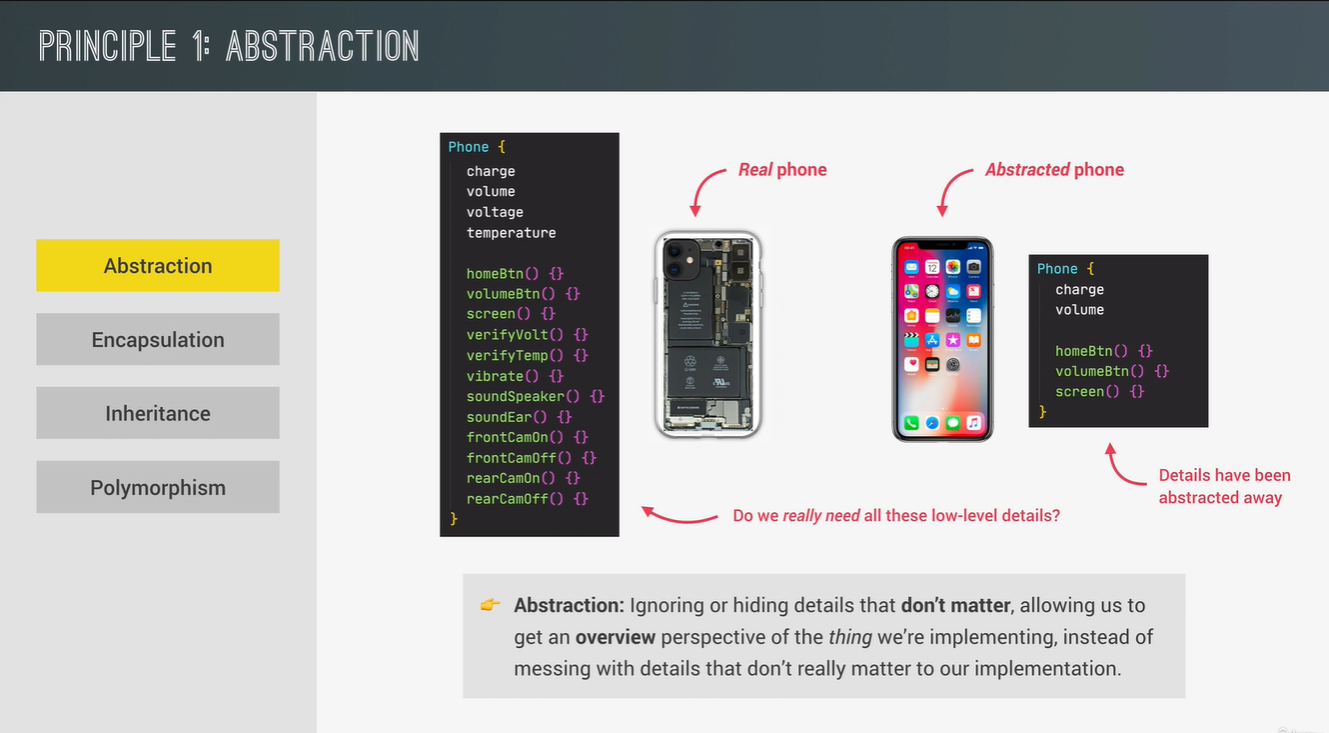 PRINCIPLE 1: ABSTRACTION
Abstraction
Encapsulation
Inheritance
Polymorphism
Phone {
charge
volume
voltage
temperature
homeBtn() {}
volumeBtn() {}
screen() {}
verifyVolt() {}
verifyTemp() {}
vibrate() {}
soundSpeaker() {}
soundEar() {}
frontCamOn() {}
frontCamOff() {}
rearCamOn() {}
rearCamOff() {}
}
Real phone
Abstracted phone
12
Phone {
charge
volume
homeBtn() {}
volumeBtn() {}
screen() {}
}
Details have been
abstracted away
Do we really need all these low-level details?
👉 Abstraction: Ignoring or hiding details that don’t matter, allowing us to
get an overview perspective of the thing we’re implementing, instead of
messing with details that don’t really matter to our implementation.